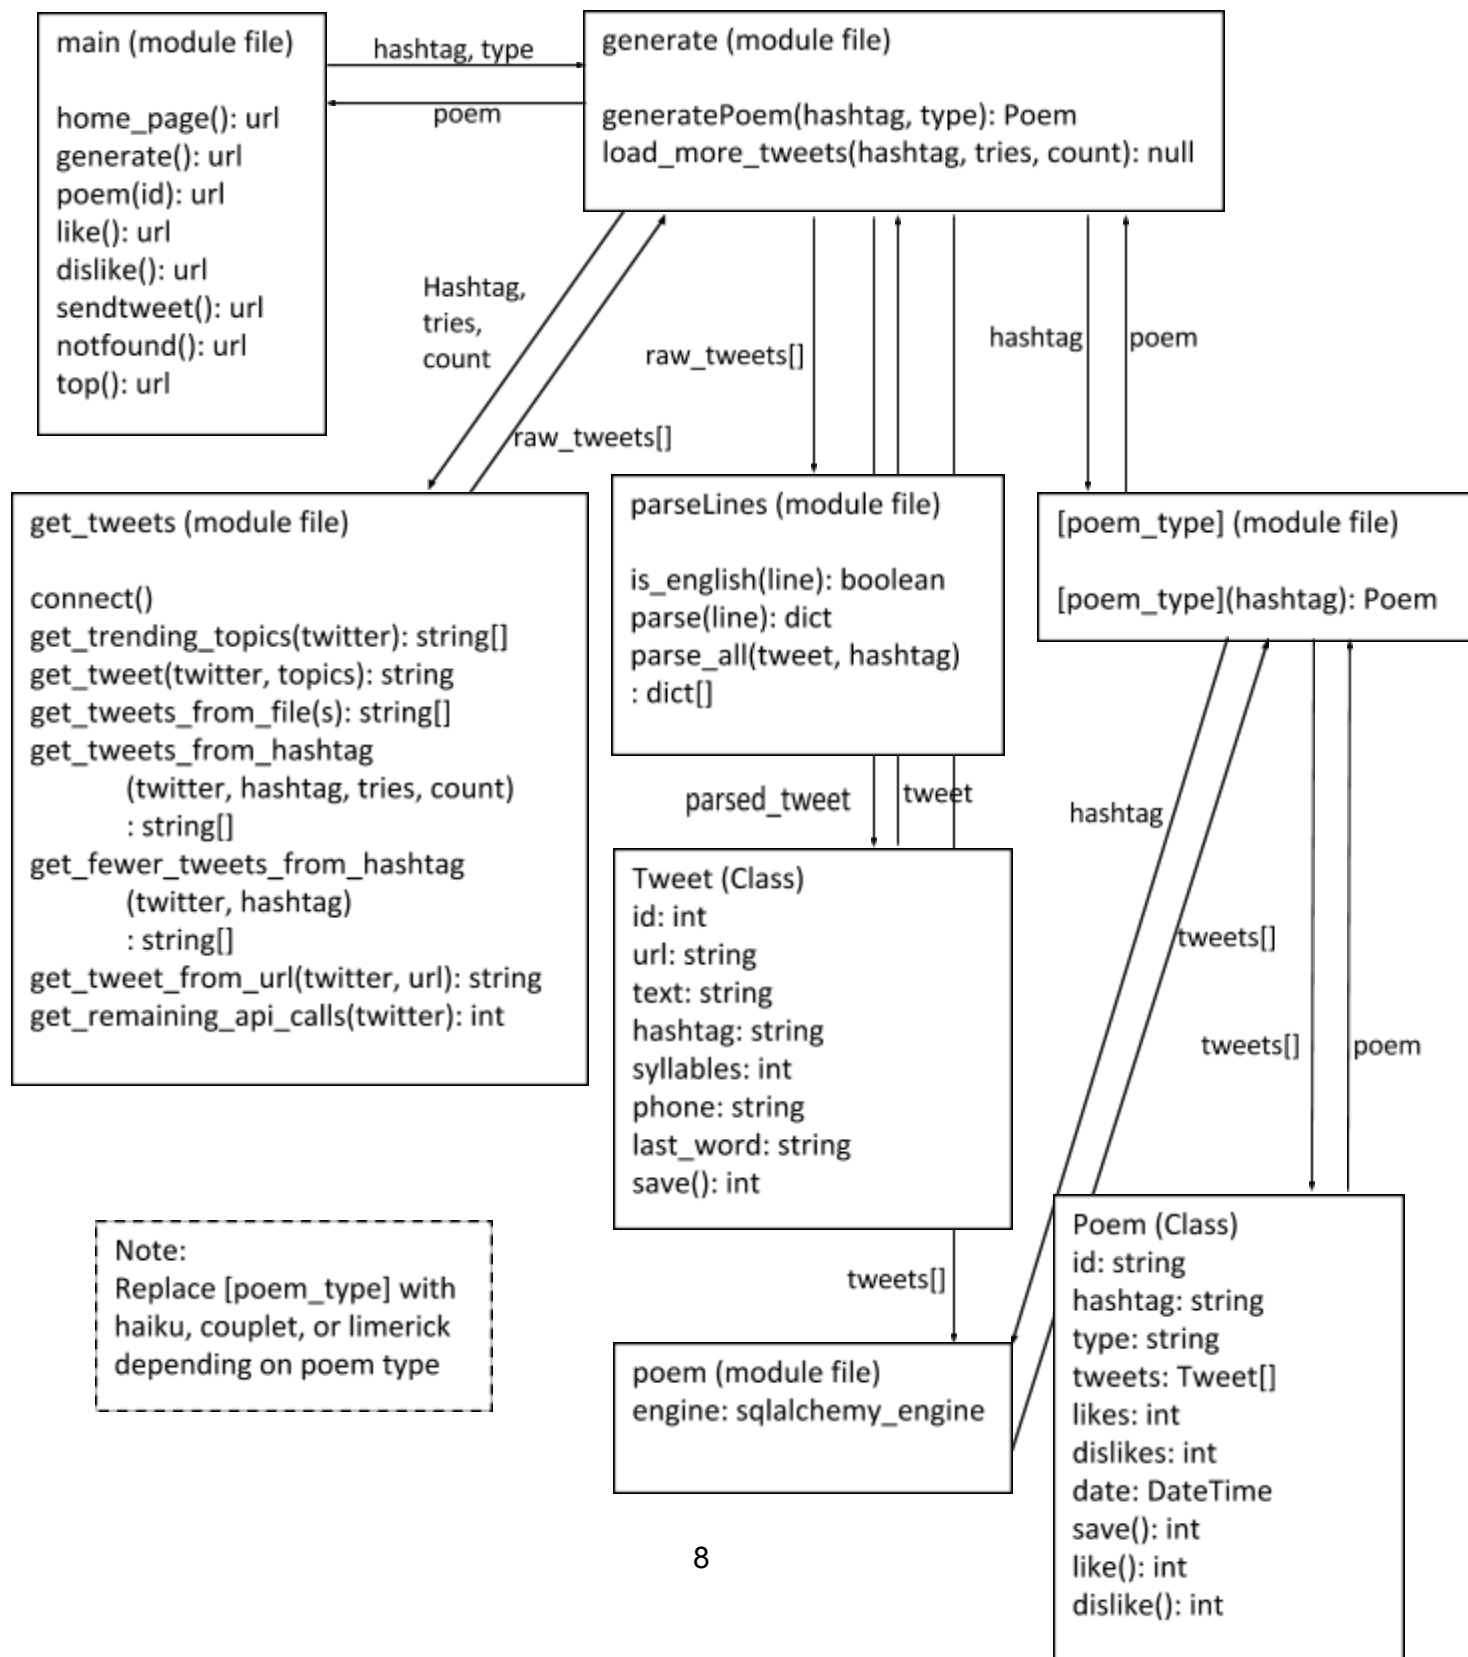 main (module file)
home_page(): url
generate(): url
poem(id): url
like(): url
dislike(): url
sendtweet(): url
notfound(): url
top(): url
hashtag, type
poem
generate (module file)
generatePoem(hashtag, type): Poem
load_more_tweets(hashtag, tries, count): null
Hashtag,
tries,
count
raw_tweets[]
raw_tweets[]
hashtag
poem
get_tweets (module file)
connect()
get_trending_topics(twitter): string[]
get_tweet(twitter, topics): string
get_tweets_from_file(s): string[]
get_tweets_from_hashtag
(twitter, hashtag, tries, count)
: string[]
get_fewer_tweets_from_hashtag
(twitter, hashtag)
: string[]
get_tweet_from_url(twitter, url): string
get_remaining_api_calls(twitter): int
parseLines (module file)
is_english(line): boolean
parse(line): dict
parse_all(tweet, hashtag)
: dict[]
[poem_type] (module file)
[poem_type](hashtag): Poem
parsed_tweet
tweet
hashtag
tweets[]
tweets[]
poem
Tweet (Class)
id: int
url: string
text: string
hashtag: string
syllables: int
phone: string
last_word: string
save(): int
tweets[]
Note:
Replace [poem_type] with
haiku, couplet, or limerick
depending on poem type
poem (module file)
engine: sqlalchemy_engine
Poem (Class)
id: string
hashtag: string
type: string
tweets: Tweet[]
likes: int
dislikes: int
date: DateTime
save(): int
like(): int
dislike(): int
8